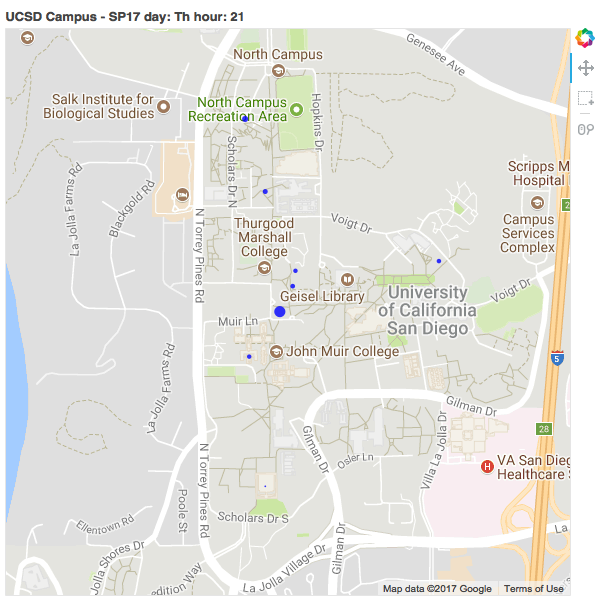 UCSD Campus - SP17 day: Th hour: 21
Genesee Ave
North Campus
Salk Institute for
Biological Studies
North Campus
Recreation Area
Hopkins Dr
Scholars Dr N
Scripps M
Hospital
2
La Jolla Farms Rd
Blackgold Rd
N Torrey Pines Rd
Voigt Dr
Campus
Services
Complex
Thurgood
Marshall
College
Geisel Library
University
of California
San Diego
Voigt Dr
Muir Ln
John Muir College
5
La Jolla Farms Rd
Gilman Dr
28
Gilman Dr
Villa La Jolla Dr
Osler Ln
H
VA San Dieg
Healthcare S
N Torrey Pines Rd
Poole St
Ellentown Rd
Scholars Dr S
La
La Jolla Shores Dr
Gilman Dr
edition Way
La Jolla Village Dr
Map data ©2017 Google Terms of Use